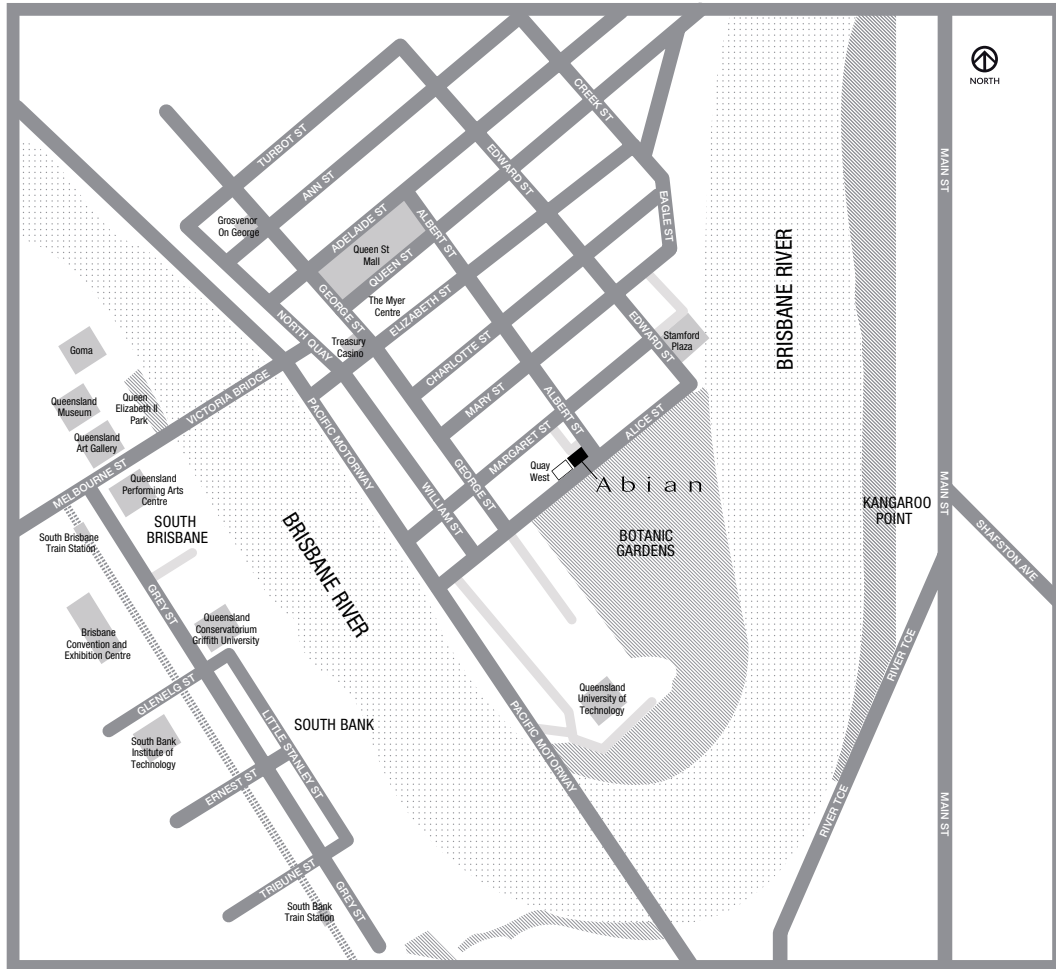 NORTH
TURBOT ST
ANN ST
CREEK ST
EDWARD ST
EAGLE ST
MAIN ST
Grosvenor
On George
ADELAIDE ST
ALBERT ST
Queen St
Mall
QUEEN ST
BRISBANE RIVER
GEORGE ST
The Myer
Centre
ELIZABETH ST
NORTH QUAY
Treasury
Casino
CHARLOTTE ST
EDWARD ST
Stamford
Plaza
Goma
MARY ST
Queensland
Museum
Queen
Elizabeth II
Park
VICTORIA BRIDGE
PACIFIC MOTORWAY
ALBERT ST
ALICE ST
Queensland
Art Gallery
MARGARET ST
MELBOURNE ST
Queensland
Performing Arts
Centre
Quay
West
Abian
GEORGE ST
WILLIAM ST
MAIN ST
KANGAROO
POINT
SOUTH
BRISBANE
South Brisbane
Train Station
BRISBANE RIVER
BOTANIC
GARDENS
SHAFSTON AVE
GREY ST
Queensland
Conservatorium
Griffith University
Brisbane
Convention and
Exhibition Centre
RIVER TCE
GLENELG ST
Queensland
University of
Technology
LITTLE STANLEY ST
SOUTH BANK
South Bank
Institute of
Technology
PACIFIC MOTORWAY
ERNEST ST
RIVER TCE
MAIN ST
TRIBUNE ST
GREY ST
South Bank
Train Station